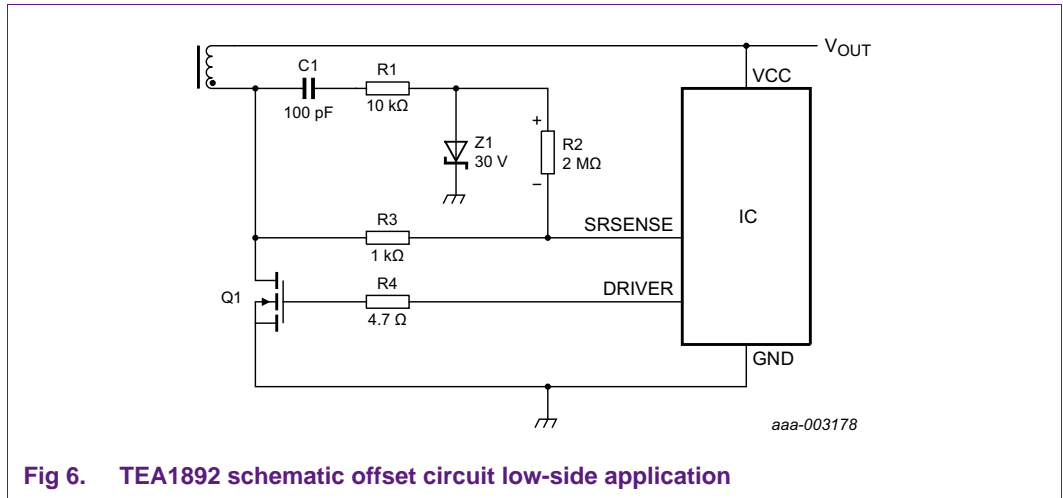 VOUT
C1
R1
VCC
100 pF
10 kΩ
Z1
30 V
+
R2
2 MΩ
−
IC
R3
SRSENSE
1 kΩ
Q1
R4
DRIVER
4.7 Ω
GND
aaa-003178
Fig 6. TEA1892 schematic offset circuit low-side application